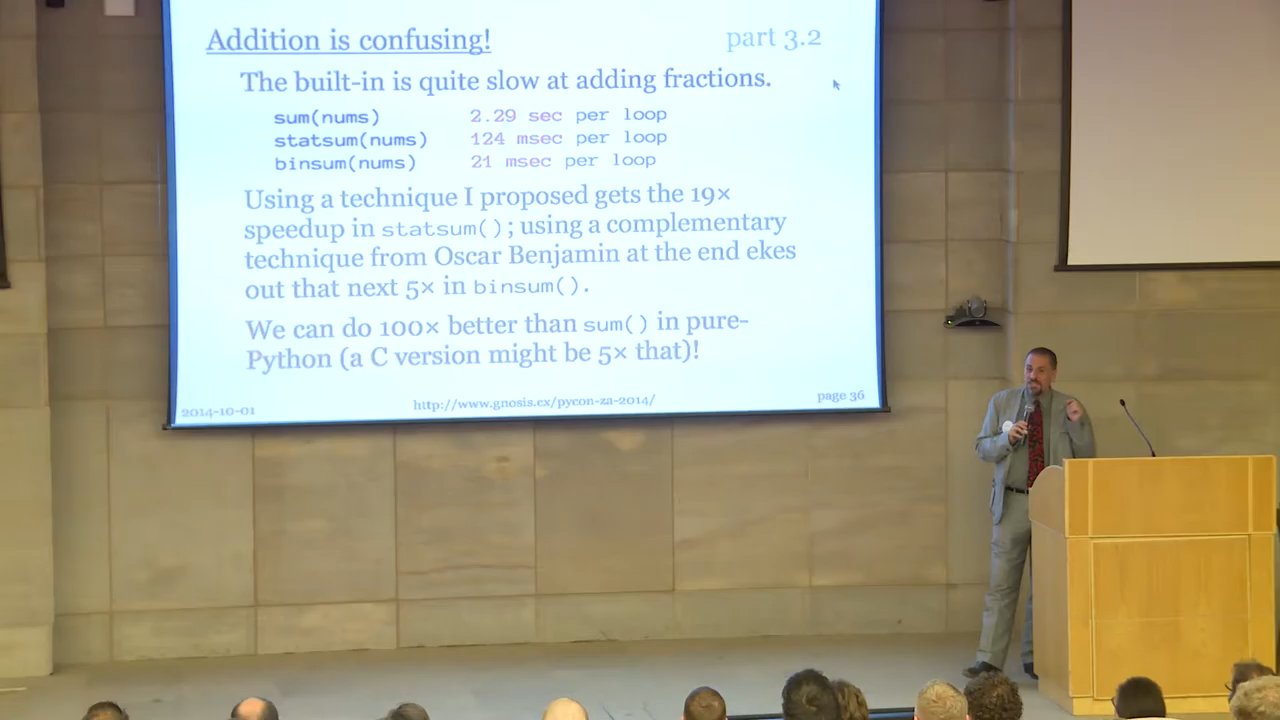 Addition is confusing! part 3.2
The built-in is quite slow at adding fractions.
sum(nums) 2.29 sec per loop
statsum(nums) 124 msec per loop
binsum(nums) 21 msec per loop
Using a technique I proposed gets the 19×
speedup in statsum(); using a complementary
technique from Oscar Benjamin at the end ekes
out that next 5× in binsum().
We can do 100× better than sum() in pure-
Python (a C version might be 5× that)!
2014-10-01 http://www.gnosis.cx/pycon-za-2014/ page 36